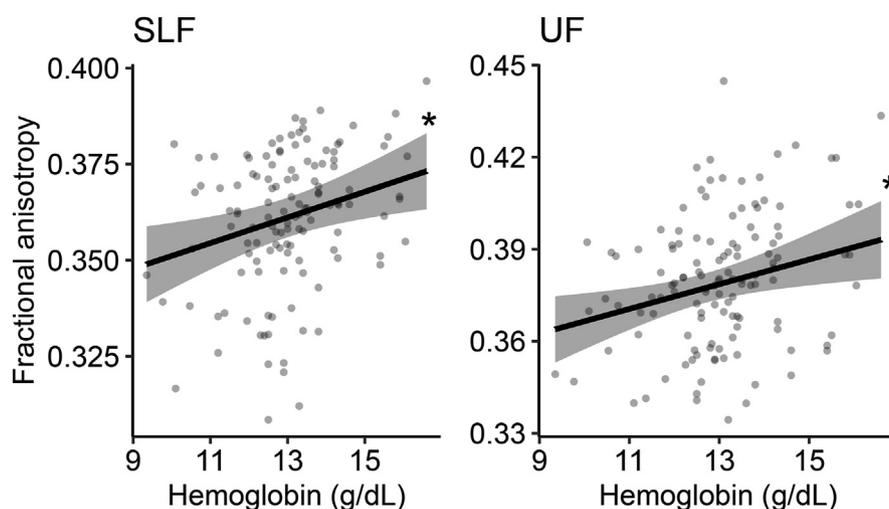 SLF
UF
Fractional anisotropy
0.400
0.375
0.350
0.325
*
9 11 13 15
Hemoglobin (g/dL)
0.45
0.42
0.39
0.36
0.33
*
9 11 13 15
Hemoglobin (g/dL)